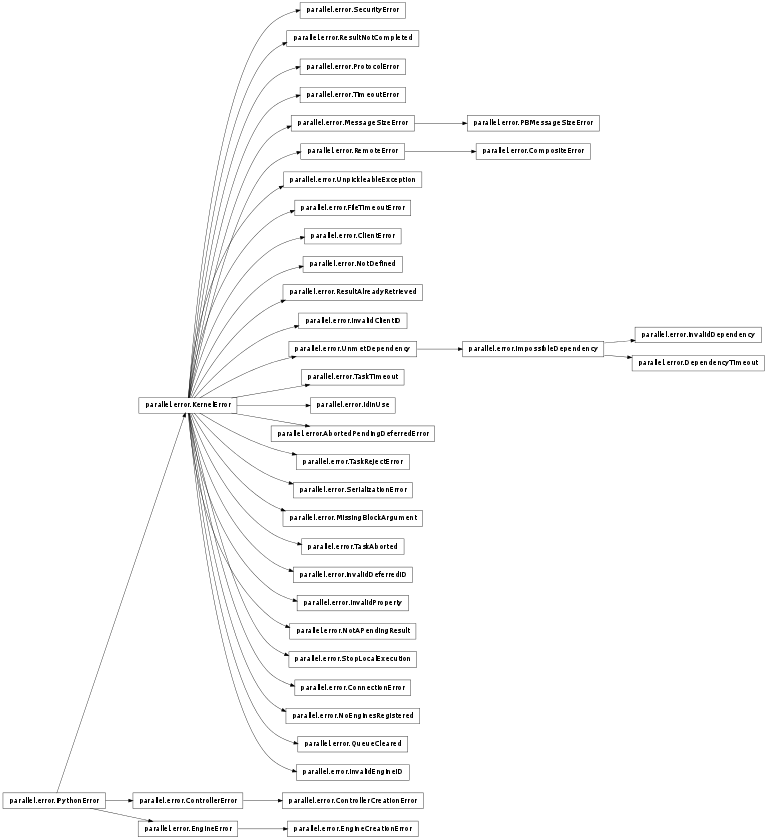 parallel.error.SecurityError
parallel.error.ResultNotCompleted
parallel.error.ProtocolError
parallel.error.TimeoutError
parallel.error.MessageSizeError
parallel.error.PBMessageSizeError
parallel.error.RemoteError
parallel.error.CompositeError
parallel.error.UnpickleableException
parallel.error.FileTimeoutError
parallel.error.ClientError
parallel.error.NotDefined
parallel.error.ResultAlreadyRetrieved
parallel.error.InvalidClientID
parallel.error.InvalidDependency
parallel.error.UnmetDependency
parallel.error.ImpossibleDependency
parallel.error.DependencyTimeout
parallel.error.TaskTimeout
parallel.error.KernelError
parallel.error.IdInUse
parallel.error.AbortedPendingDeferredError
parallel.error.TaskRejectError
parallel.error.SerializationError
parallel.error.MissingBlockArgument
parallel.error.TaskAborted
parallel.error.InvalidDeferredID
parallel.error.InvalidProperty
parallel.error.NotAPendingResult
parallel.error.StopLocalExecution
parallel.error.ConnectionError
parallel.error.NoEnginesRegistered
parallel.error.QueueCleared
parallel.error.InvalidEngineID
parallel.error.IPythonError
parallel.error.ControllerError
parallel.error.ControllerCreationError
parallel.error.EngineError
parallel.error.EngineCreationError